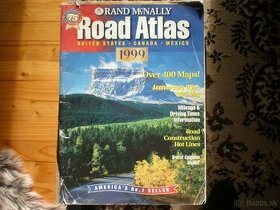 RAND McNALLY
Road Atlas
UNITED STATES • CANADA • MEXICO
1999
Over 400 Maps!
Mileage &
Driving Times
Information
Road
Construction
Hot Lines
AMERICA'S NO. 1 SELLER
Bazos.sk